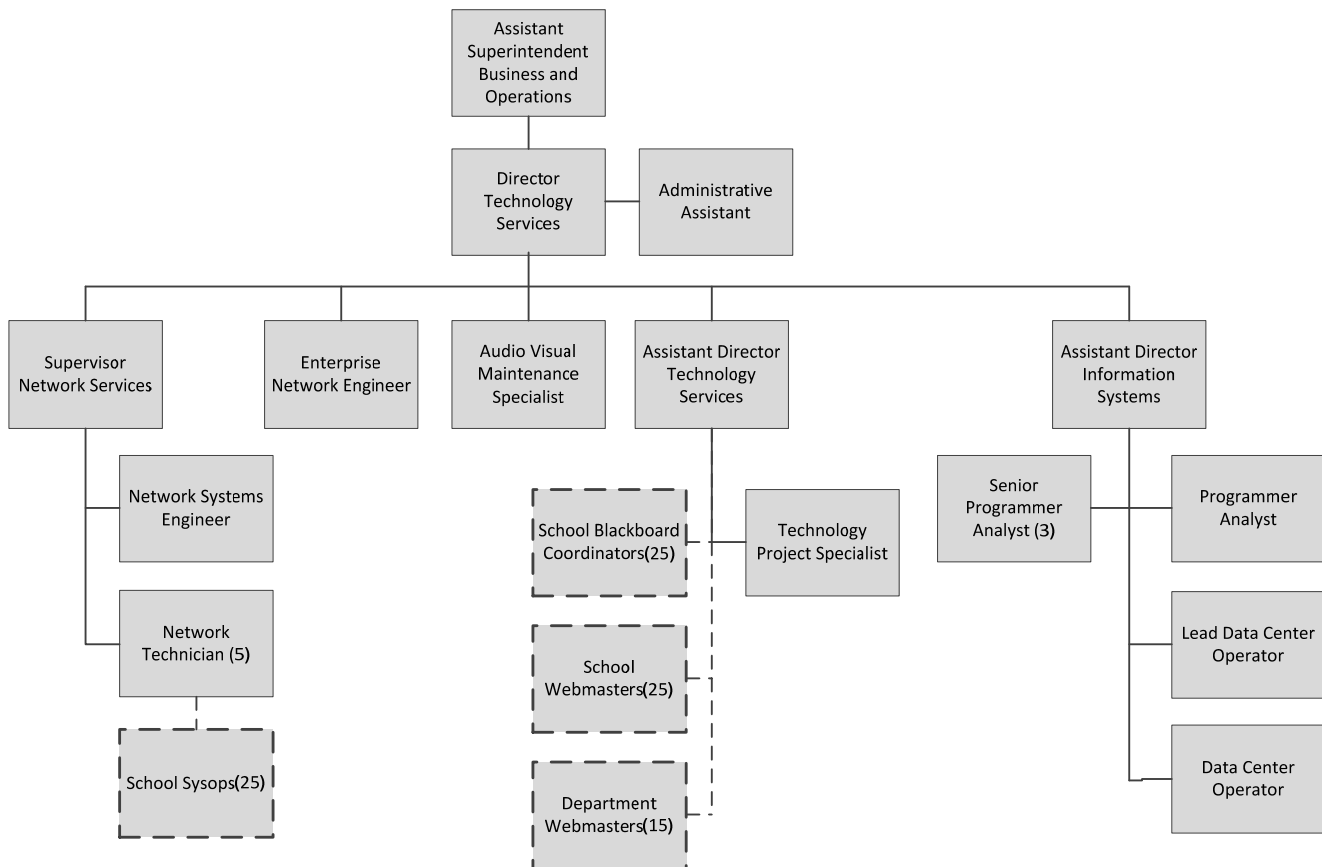 Assistant
Superintendent
Business and
Operations
Director
Technology
Services
Administrative
Assistant
Supervisor
Network Services
Enterprise
Network Engineer
Audio Visual
Maintenance
Specialist
Assistant Director
Technology
Services
Assistant Director
Information
Systems
Network Systems
Engineer
Network
Technician (5)
School Sysops(25)
School Blackboard
Coordinators(25)
Technology
Project Specialist
School
Webmasters(25)
Department
Webmasters(15)
Senior
Programmer
Analyst (3)
Programmer
Analyst
Lead Data Center
Operator
Data Center
Operator